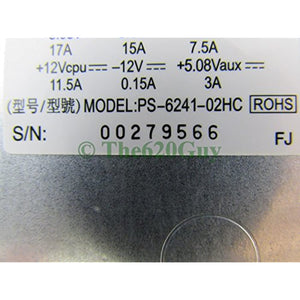 17A 15A 7.5A
+12Vcpu⎓ -12V⎓ +5.08Vaux⎓
11.5A 0.15A 3A
(型号/型號)MODEL:PS-6241-02HC ROHS
S/N: 00279566 FJ
© The620Guy